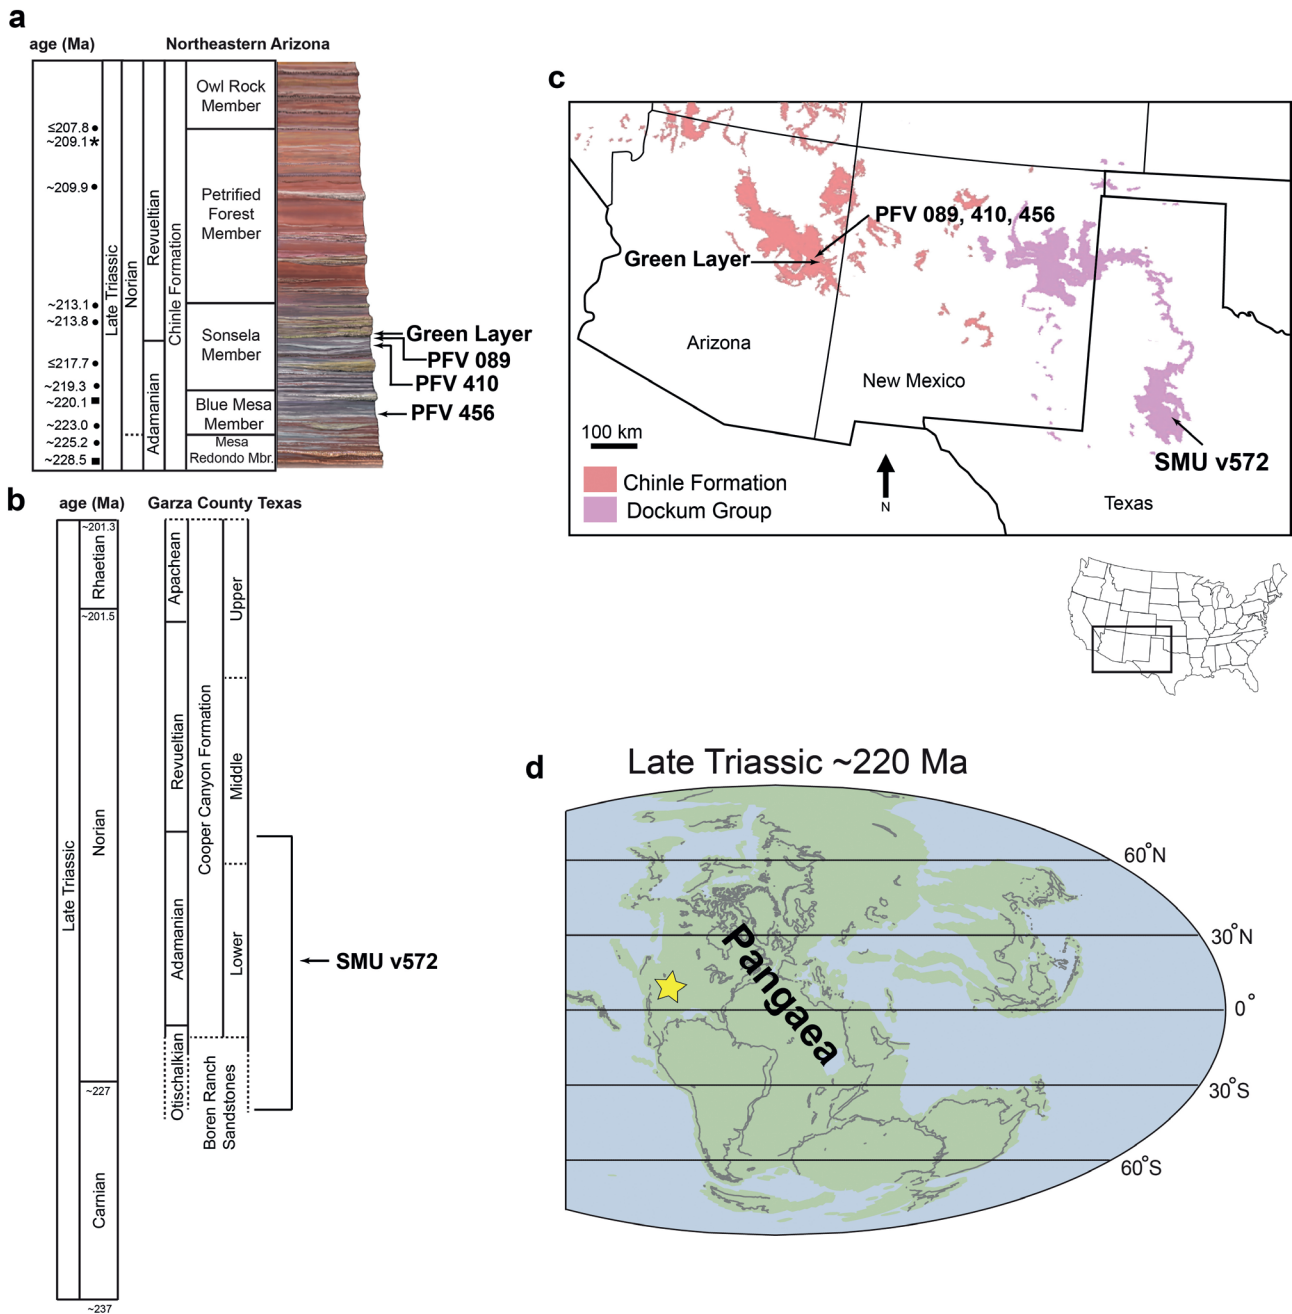 a
age (Ma)
Northeastern Arizona
≤207.8
~209.1*
~209.9
~213.1
~213.8
≤217.7
~219.3
~220.1
~223.0
~225.2
~228.5
Late Triassic
Norian
Revueltian
Adamanian
Chinle Formation
Owl Rock
Member
Petrified
Forest
Member
Sonsela
Member
Blue Mesa
Member
Mesa
Redondo Mbr.
Green Layer
PFV 089
PFV 410
PFV 456
b
age (Ma)
Garza County Texas
Late Triassic
~201.3
Rhaetian
~201.5
Norian
~227
Carnian
~237
Apachean
Revueltian
Adamanian
Otischalkian
Cooper Canyon Formation
Boren Ranch
Sandstones
Upper
Middle
Lower
SMU v572
c
PFV 089, 410, 456
Green Layer
Arizona
New Mexico
Texas
SMU v572
100 km
Chinle Formation
Dockum Group
N
d
Late Triassic ~220 Ma
Pangaea
60°N
30°N
0°
30°S
60°S